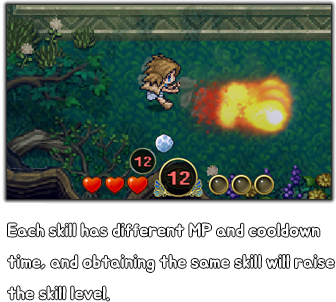 12
12
Each skill has different MP and cooldown
time, and obtaining the same skill will raise
the skill level.